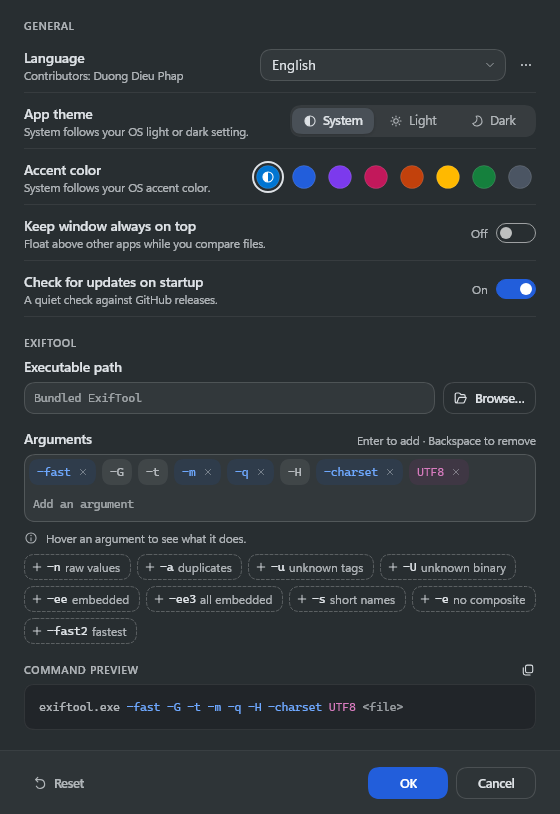 GENERAL
Language
Contributors: Duong Dieu Phap
English
App theme
System follows your OS light or dark setting.
System Light Dark
Accent color
System follows your OS accent color.
Keep window always on top
Float above other apps while you compare files.
Off
Check for updates on startup
A quiet check against GitHub releases.
On
EXIFTOOL
Executable path
Bundled ExifTool
Browse...
Arguments
Enter to add · Backspace to remove
-fast × -G -t -m × -q × -H -charset × UTF8 ×
Add an argument
Hover an argument to see what it does.
+ -n raw values + -a duplicates + -u unknown tags + -U unknown binary
+ -ee embedded + -ee3 all embedded + -s short names + -e no composite
+ -fast2 fastest
COMMAND PREVIEW
exiftool.exe -fast -G -t -m -q -H -charset UTF8 <file>
Reset
OK
Cancel